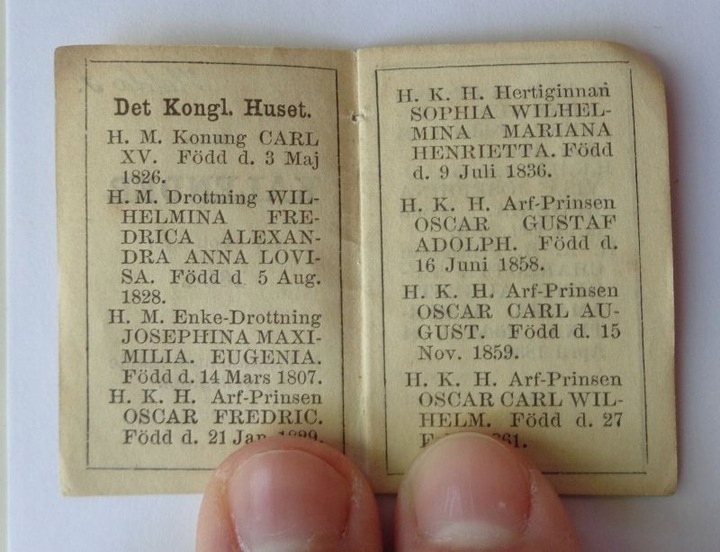 Det Kongl. Huset.
H. M. Konung CARL
XV. Född d. 3 Maj
1826.
H. M. Drottning WIL-
HELMINA FRE-
DRICA ALEXAN-
DRA ANNA LOVI-
SA. Född d. 5 Aug.
1828.
H. M. Enke-Drottning
JOSEPHINA MAXI-
MILIA. EUGENIA.
Född d. 14 Mars 1807.
H. K. H. Arf-Prinsen
OSCAR FREDRIC.
Född d. 21 Jan.
H. K. H. Hertiginnan
SOPHIA WILHEL-
MINA MARIANA
HENRIETTA. Född
d. 9 Juli 1836.
H. K. H. Arf-Prinsen
OSCAR GUSTAF
ADOLPH. Född d.
16 Juni 1858.
H. K. H. Arf-Prinsen
OSCAR CARL AU-
GUST. Född d. 15
Nov. 1859.
H. K. H. Arf-Prinsen
OSCAR CARL WIL-
HELM. Född d. 27